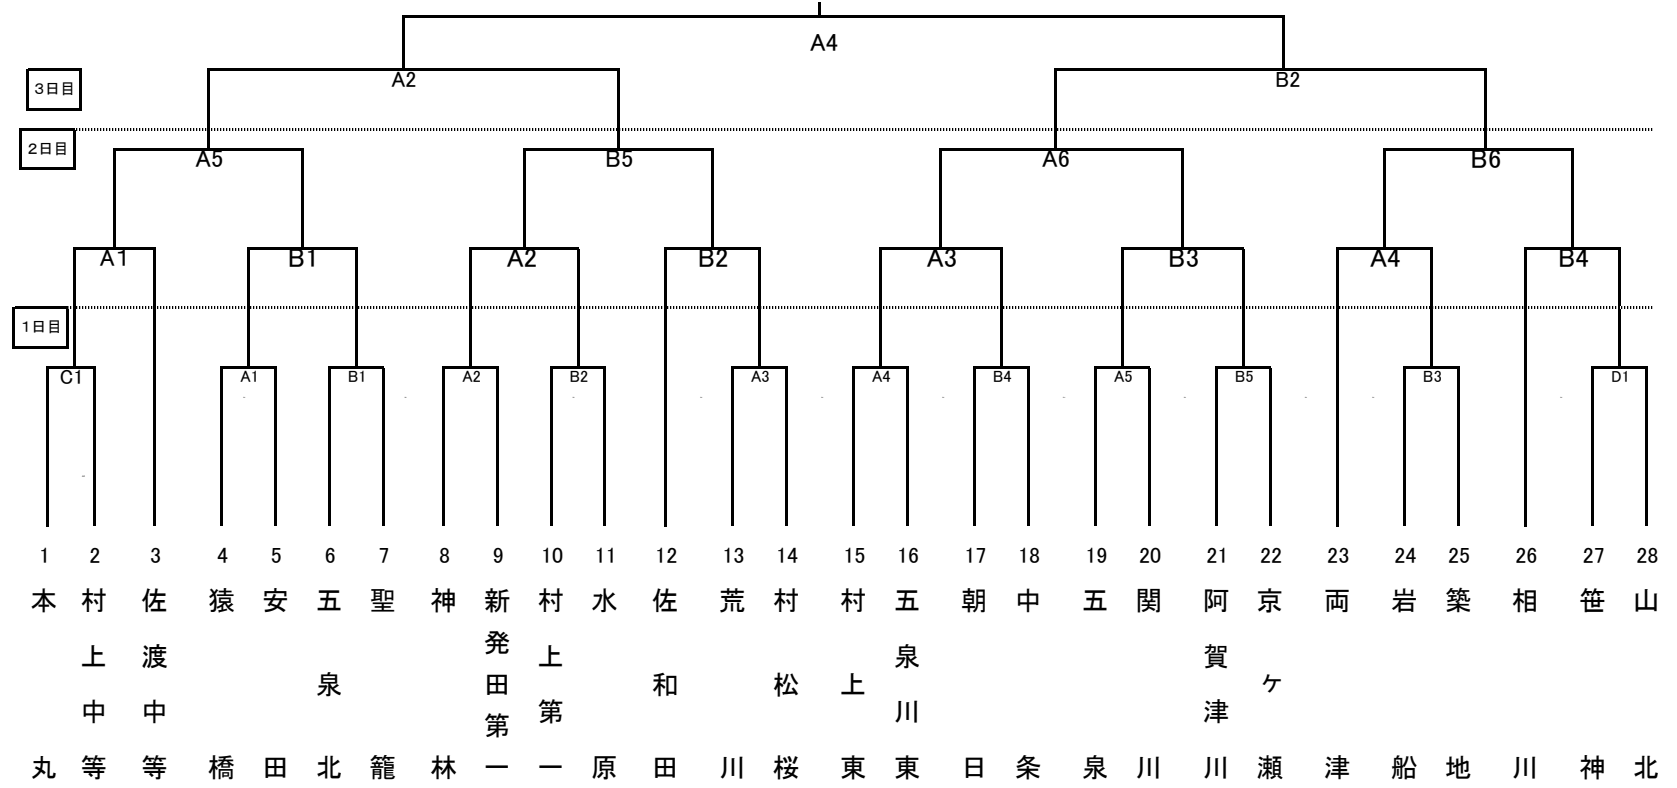 A4
A2 B2
3日目
2日目
A5 B5 A6 B6
A1 B1 A2 B2 A3 B3 A4 B4
1日目
C1 A1 B1 A2 B2 A3 A4 B4 A5 B5 B3 D1
1 2 3 4 5 6 7 8 9 10 11 12 13 14 15 16 17 18 19 20 21 22 23 24 25 26 27 28
本丸
村上中等
佐渡中等
猿橋
安田
五泉北
聖籠
神林
新発田第一
村上第一
水原
佐和田
荒川
村松桜
村上東
五泉川東
朝日
中条
五泉
関川
阿賀津川
京ヶ瀬
両津
岩船
築地
相川
笹神
山北